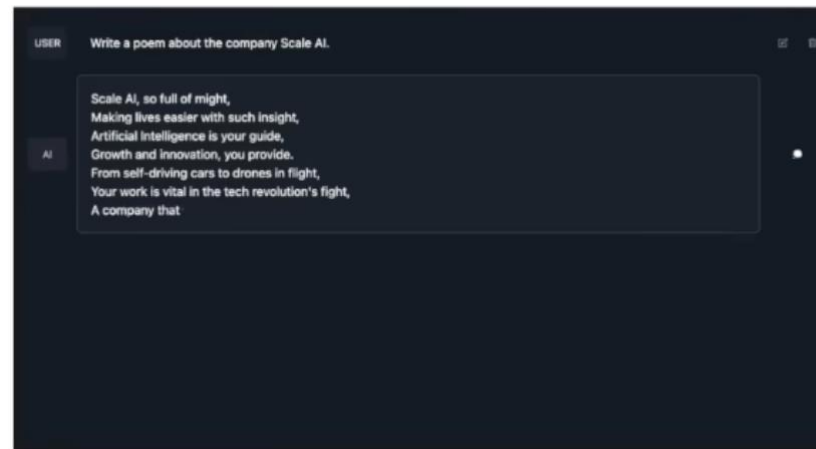 USER
Write a poem about the company Scale AI.
Scale AI, so full of might,
Making lives easier with such insight,
Artificial Intelligence is your guide,
AI
Growth and innovation, you provide.
From self-driving cars to drones in flight,
Your work is vital in the tech revolution's fight,
A company that